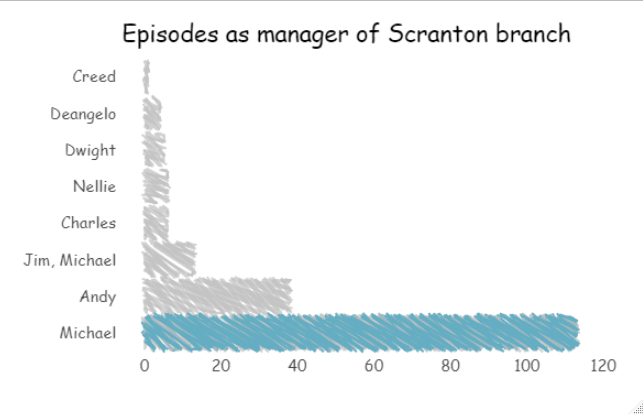 Episodes as manager of Scranton branch
Creed
Deangelo
Dwight
Nellie
Charles
Jim, Michael
Andy
Michael
0 20 40 60 80 100 120